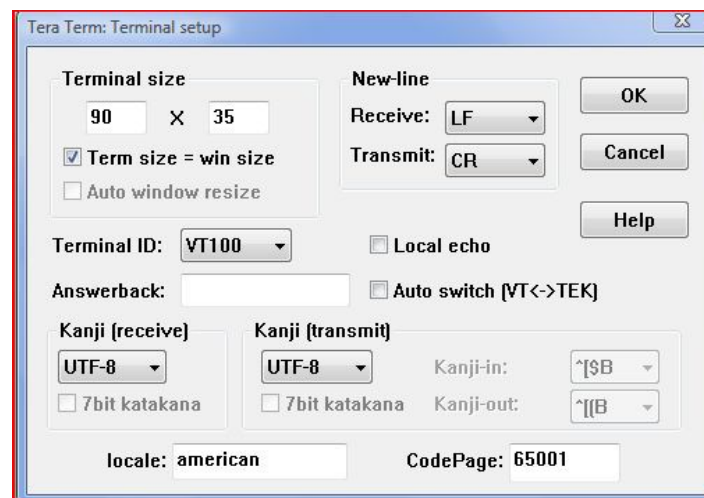 Tera Term: Terminal setup
Terminal size
90 X 35
Term size = win size
Auto window resize
New-line
Receive: LF
Transmit: CR
OK
Cancel
Help
Terminal ID: VT100
Local echo
Answerback:
Auto switch (VT<->TEK)
Kanji (receive)
UTF-8
7bit katakana
Kanji (transmit)
UTF-8
7bit katakana
Kanji-in: ^[$B
Kanji-out: ^[(B
locale: american
CodePage: 65001